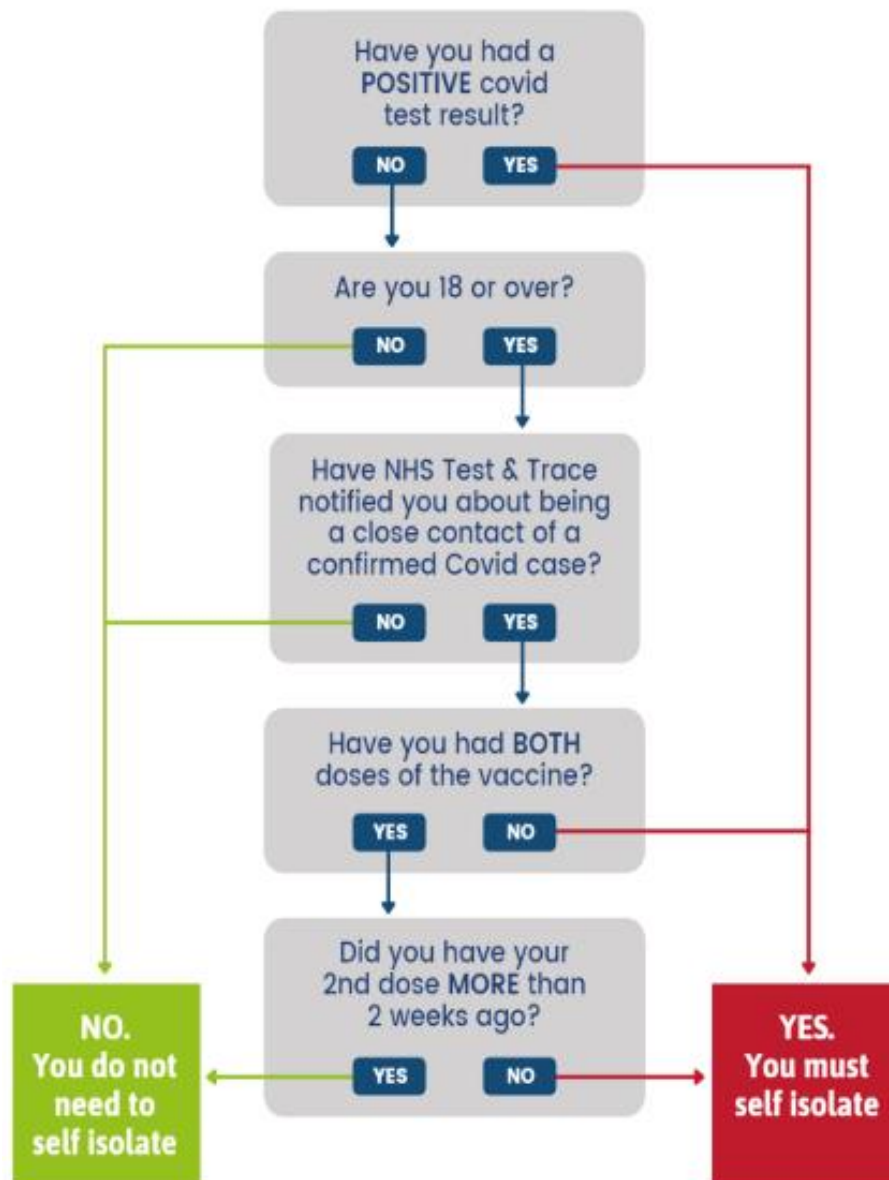 Have you had a
POSITIVE covid
test result?
NO YES
Are you 18 or over?
NO YES
Have NHS Test & Trace
notified you about being
a close contact of a
confirmed Covid case?
NO YES
Have you had BOTH
doses of the vaccine?
YES NO
Did you have your
2nd dose MORE than
2 weeks ago?
YES NO
NO.
You do not
need to
self isolate
YES.
You must
self isolate